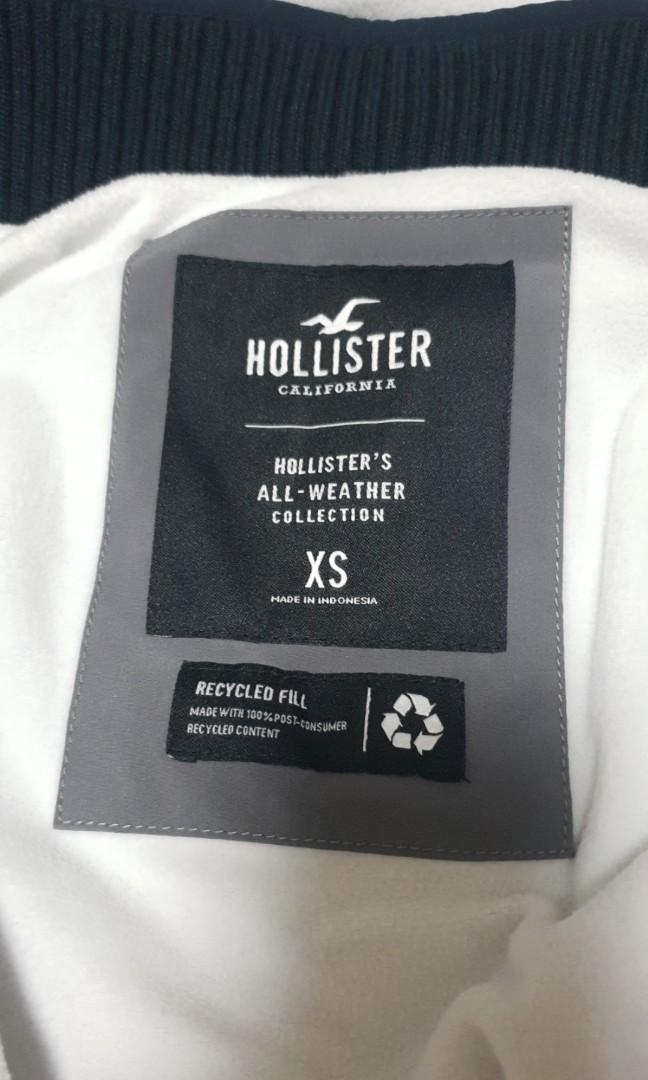 HOLLISTER
CALIFORNIA
HOLLISTER'S
ALL-WEATHER
COLLECTION
XS
MADE IN INDONESIA
RECYCLED FILL
MADE WITH 100% POST-CONSUMER
RECYCLED CONTENT